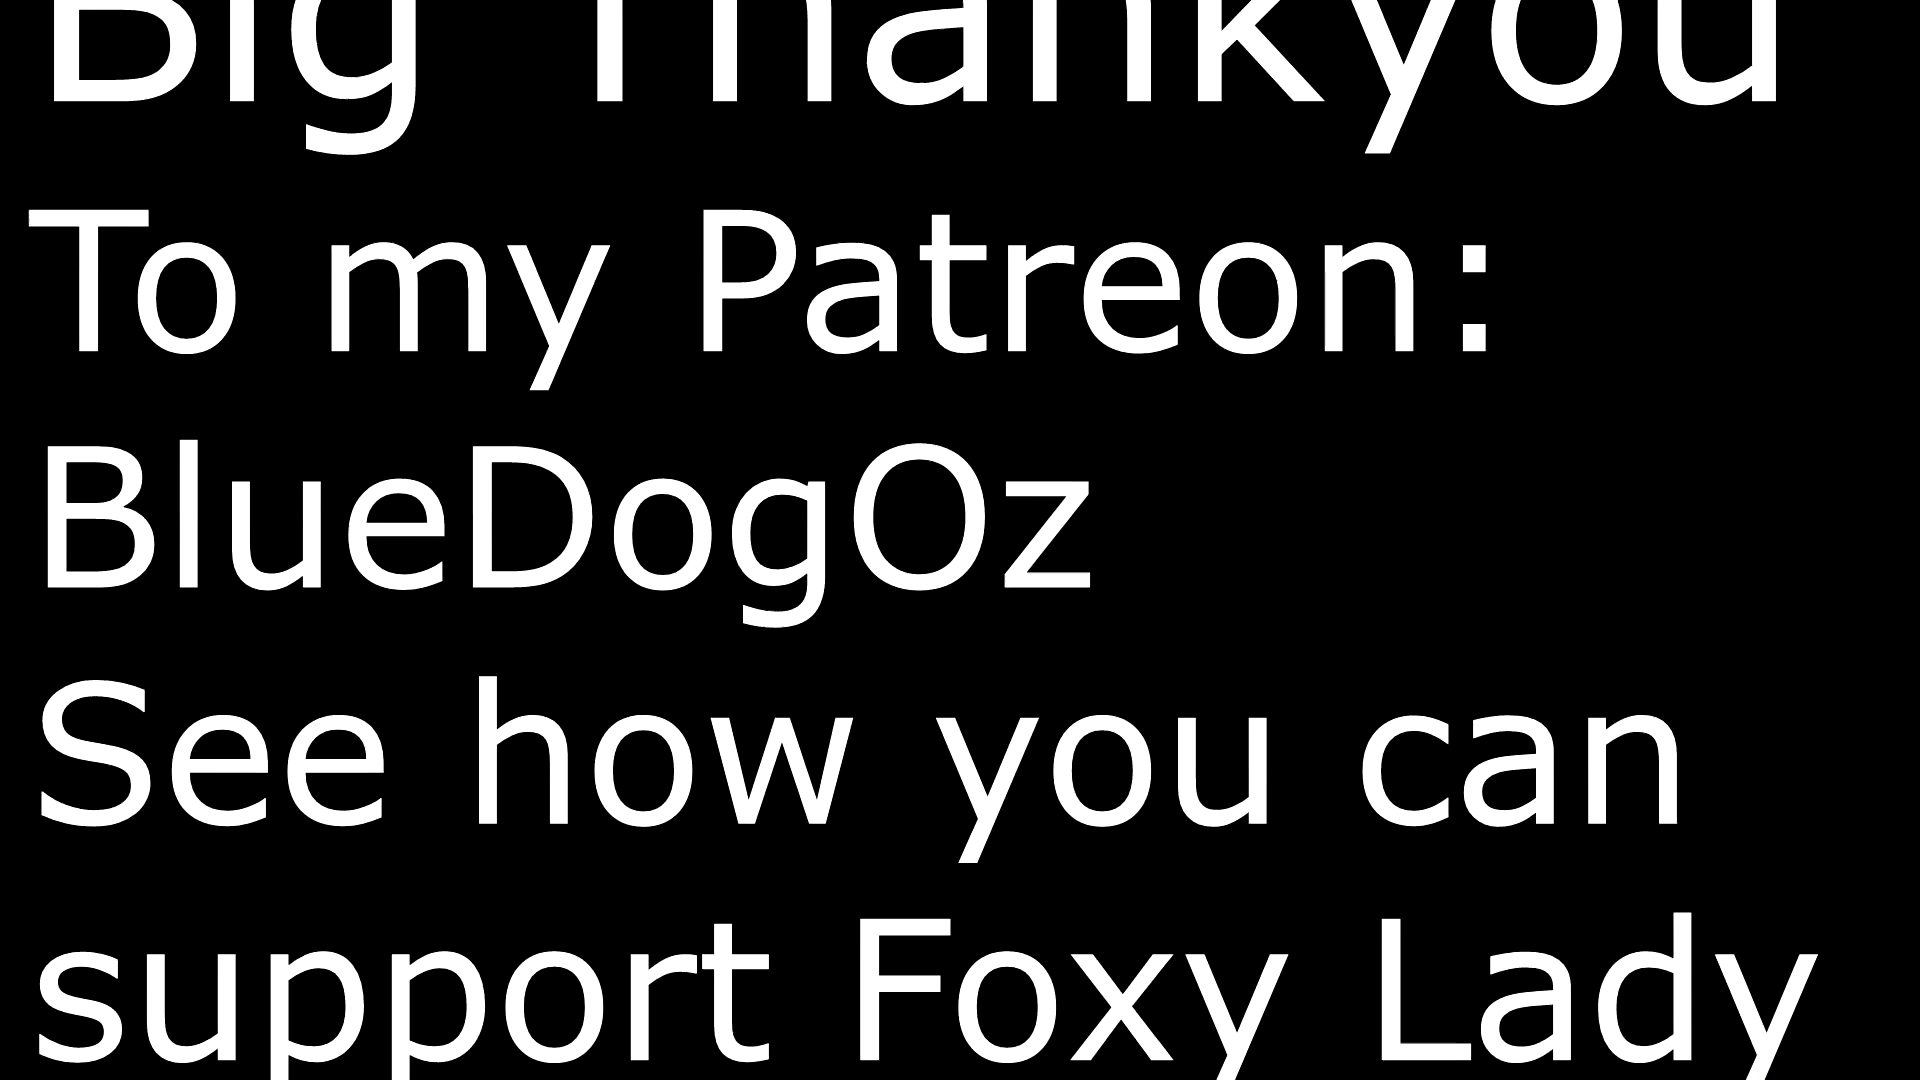 Big Thankyou
To my Patreon:
BlueDogOz
See how you can
support Foxy Lady